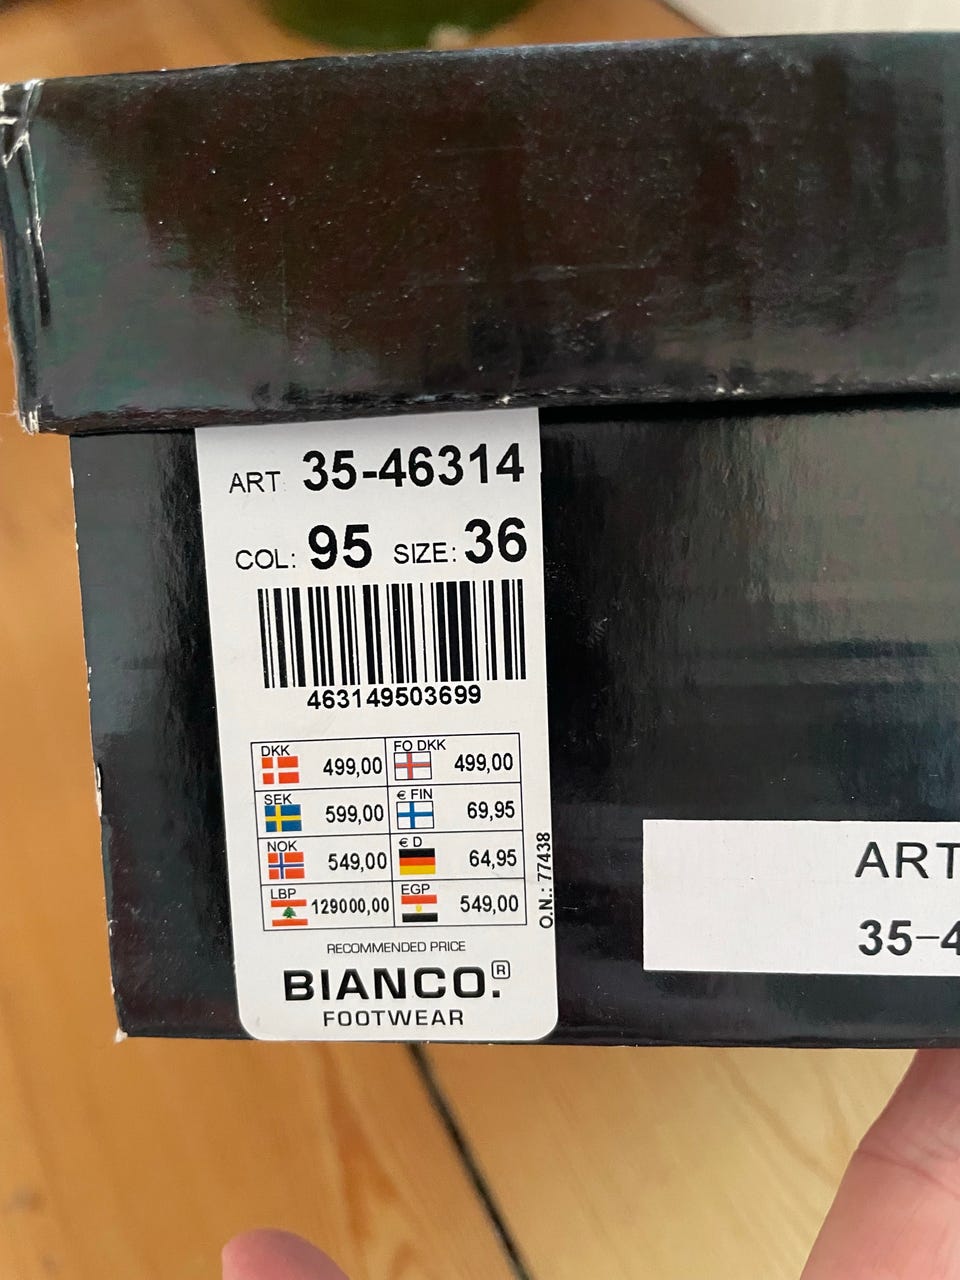 ART 35-46314
COL: 95 SIZE: 36
463149503699
DKK 499,00 FO DKK 499,00
SEK 599,00 € FIN 69,95
NOK 549,00 € D 64,95
LBP 129000,00 EGP 549,00
O.N.: 77438
RECOMMENDED PRICE
BIANCO.®
FOOTWEAR
ART
35-4